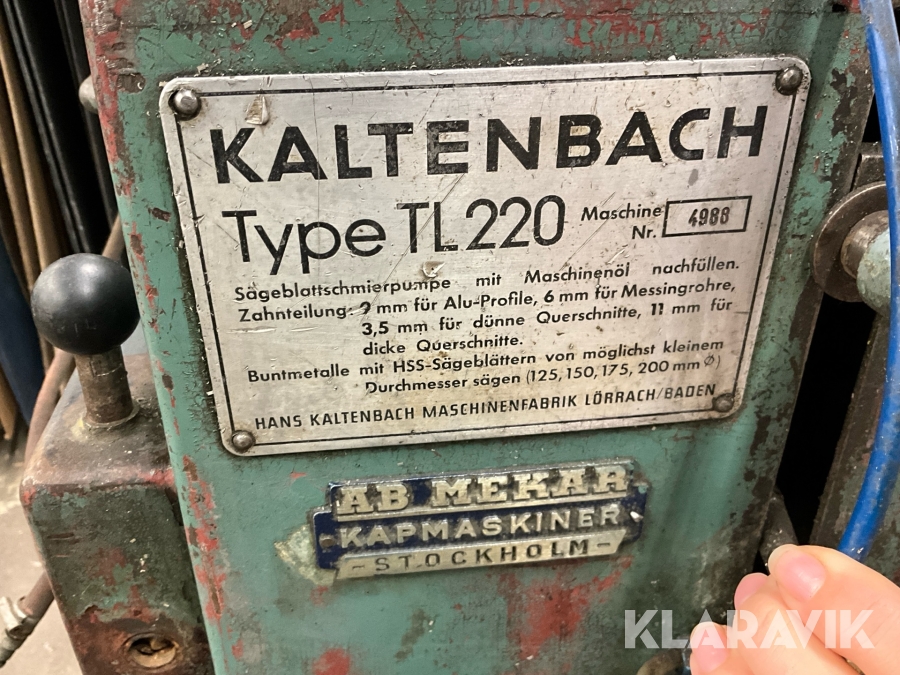 KALTENBACH
Type TL 220
Maschine Nr. 4988
Sägeblattschmierpumpe mit Maschinenöl nachfüllen.
Zahnteilung: 9 mm für Alu-Profile, 6 mm für Messingrohre,
3,5 mm für dünne Querschnitte, 11 mm für
dicke Querschnitte.
Buntmetalle mit HSS-Sägeblättern von möglichst kleinem
Durchmesser sägen (125, 150, 175, 200 mm Ø)
HANS KALTENBACH MASCHINENFABRIK LÖRRACH/BADEN
AB MEKAR
KAPMASKINER
-STOCKHOLM-
KLARAVIK